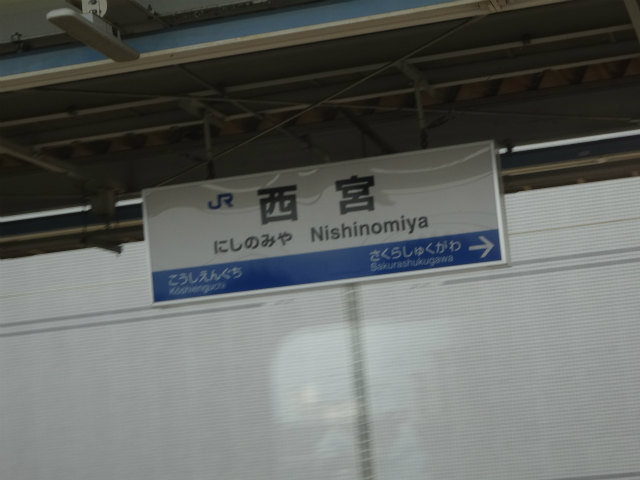 JR 西宮
にしのみや Nishinomiya
こうしえんぐち さくらしゅくがわ →
Kōshienguchi Sakurashukugawa